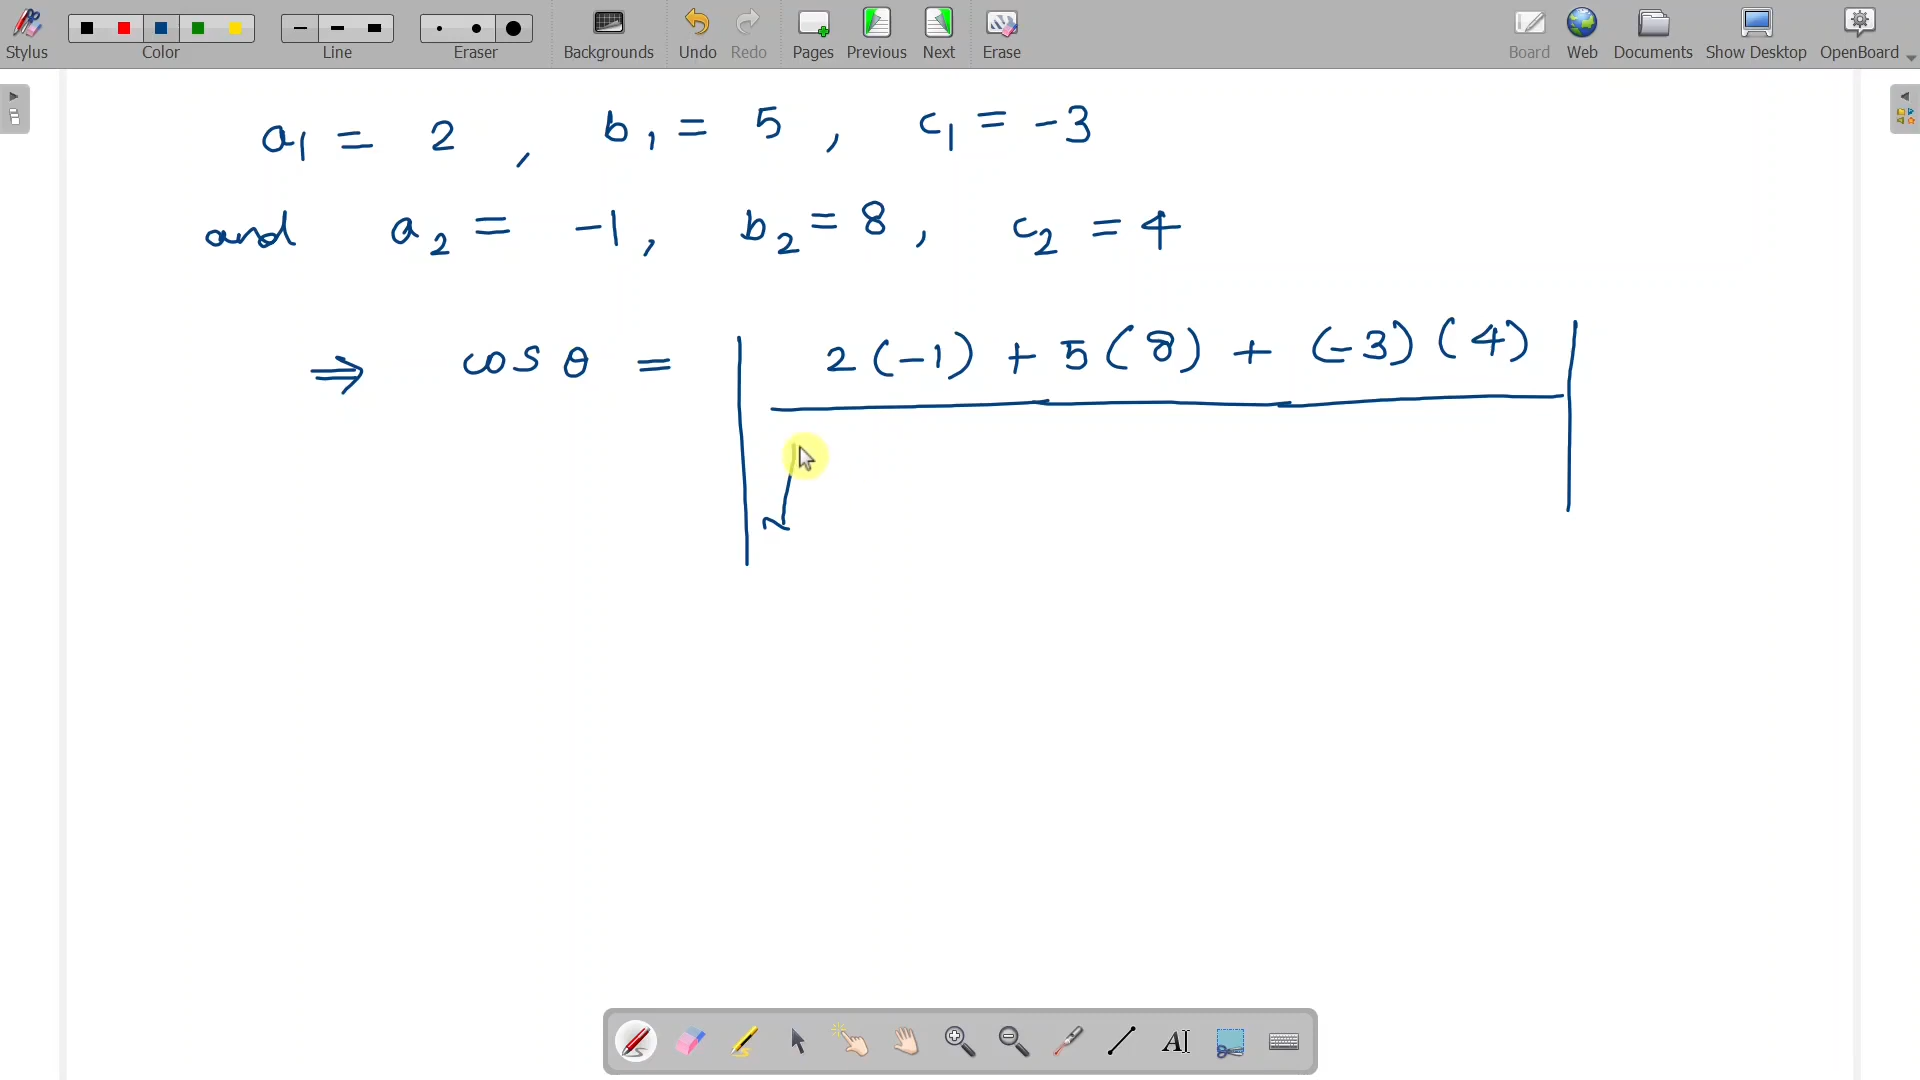 Stylus Color Line Eraser Backgrounds Undo Redo Pages Previous Next Erase Board Web Documents Show Desktop OpenBoard
a₁ = 2 , b₁ = 5 , c₁ = -3
and a₂ = -1, b₂ = 8 , c₂ = 4
⇒ cos θ = | 2(-1) + 5(8) + (-3)(4) |
√
AI